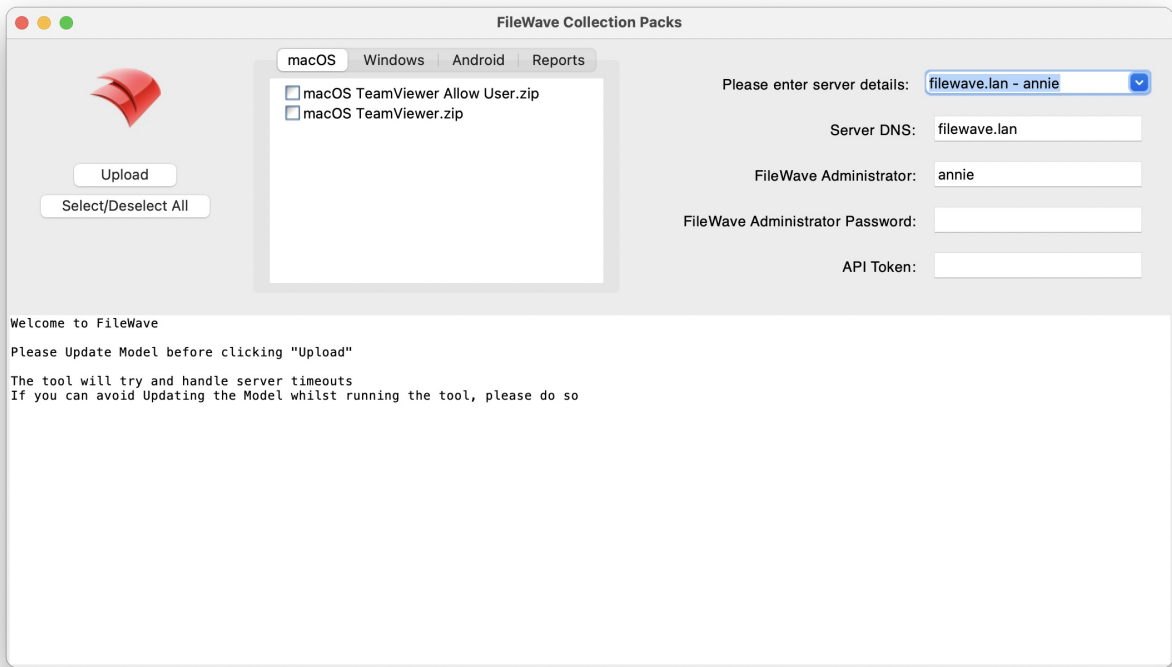 FileWave Collection Packs
macOS Windows Android Reports
macOS TeamViewer Allow User.zip
macOS TeamViewer.zip
Upload
Select/Deselect All
Please enter server details: filewave.lan - annie
Server DNS: filewave.lan
FileWave Administrator: annie
FileWave Administrator Password:
API Token:
Welcome to FileWave
Please Update Model before clicking "Upload"
The tool will try and handle server timeouts
If you can avoid Updating the Model whilst running the tool, please do so